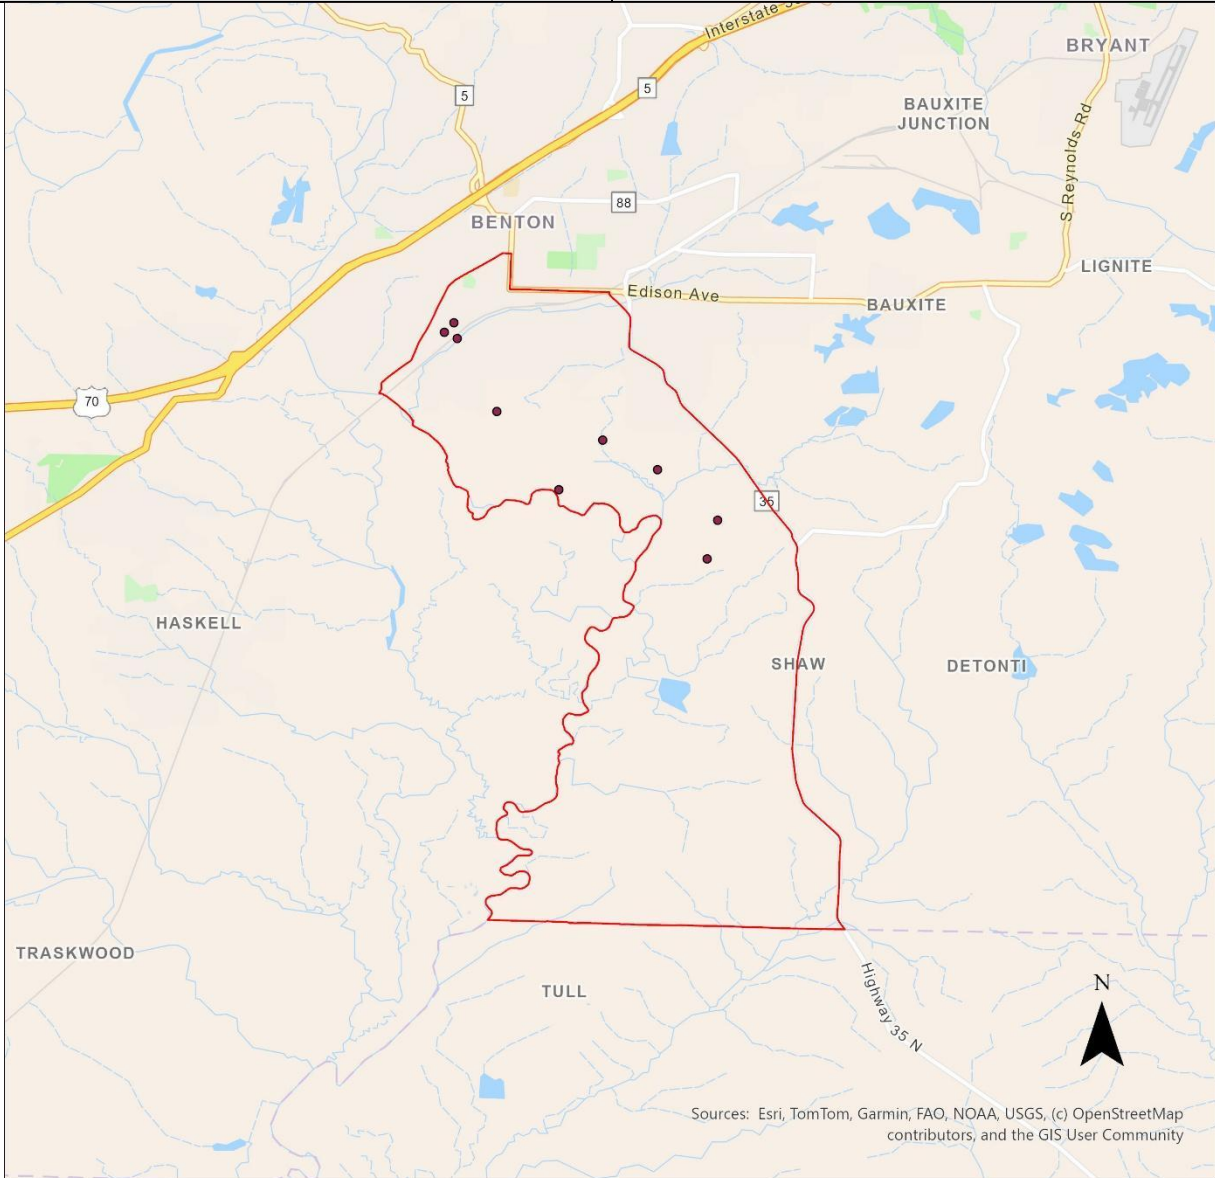 Interstate 30
BRYANT
5
5
BAUXITE
JUNCTION
S Reynolds Rd
88
BENTON
LIGNITE
Edison Ave
BAUXITE
70
35
HASKELL
SHAW
DETONTI
TRASKWOOD
TULL
Highway 35 N
N
Sources: Esri, TomTom, Garmin, FAO, NOAA, USGS, (c) OpenStreetMap
contributors, and the GIS User Community